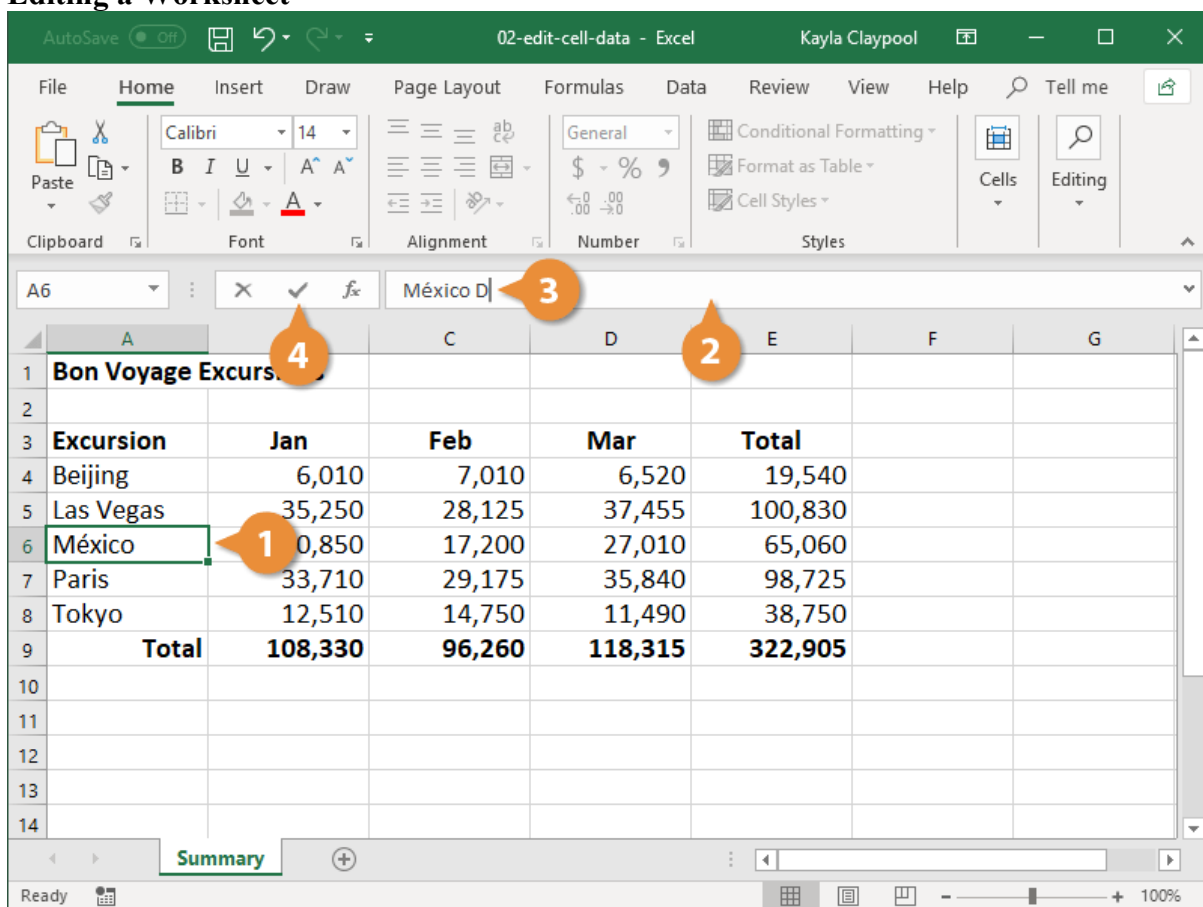 Editing a Worksheet
AutoSave Off 02-edit-cell-data - Excel Kayla Claypool
File Home Insert Draw Page Layout Formulas Data Review View Help Tell me
Calibri 14 ab c General Conditional Formatting
Paste B I U A A $ % 9 Format as Table Cells Editing
A .00 .00 Cell Styles
Clipboard Font Alignment Number Styles
A6 fx México D 3
A C D E F G
4 2
1 Bon Voyage
2
3 Excursion Jan Feb Mar Total
4 Beijing 6,010 7,010 6,520 19,540
5 Las Vegas 35,250 28,125 37,455 100,830
6 México 1 0,850 17,200 27,010 65,060
7 Paris 33,710 29,175 35,840 98,725
8 Tokyo 12,510 14,750 11,490 38,750
9 Total 108,330 96,260 118,315 322,905
10
11
12
13
14
Summary
Ready 100%